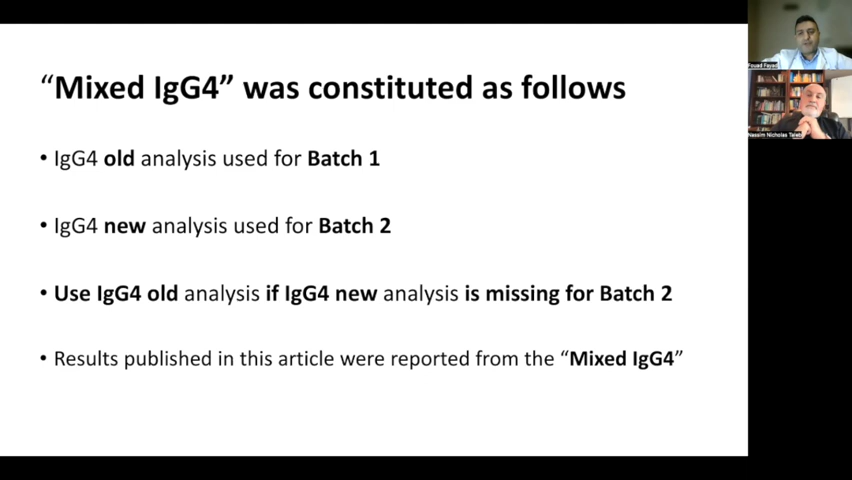 “Mixed IgG4” was constituted as follows
• IgG4 old analysis used for Batch 1
• IgG4 new analysis used for Batch 2
• Use IgG4 old analysis if IgG4 new analysis is missing for Batch 2
• Results published in this article were reported from the “Mixed IgG4”
Fouad Fayad
Nassim Nicholas Taleb